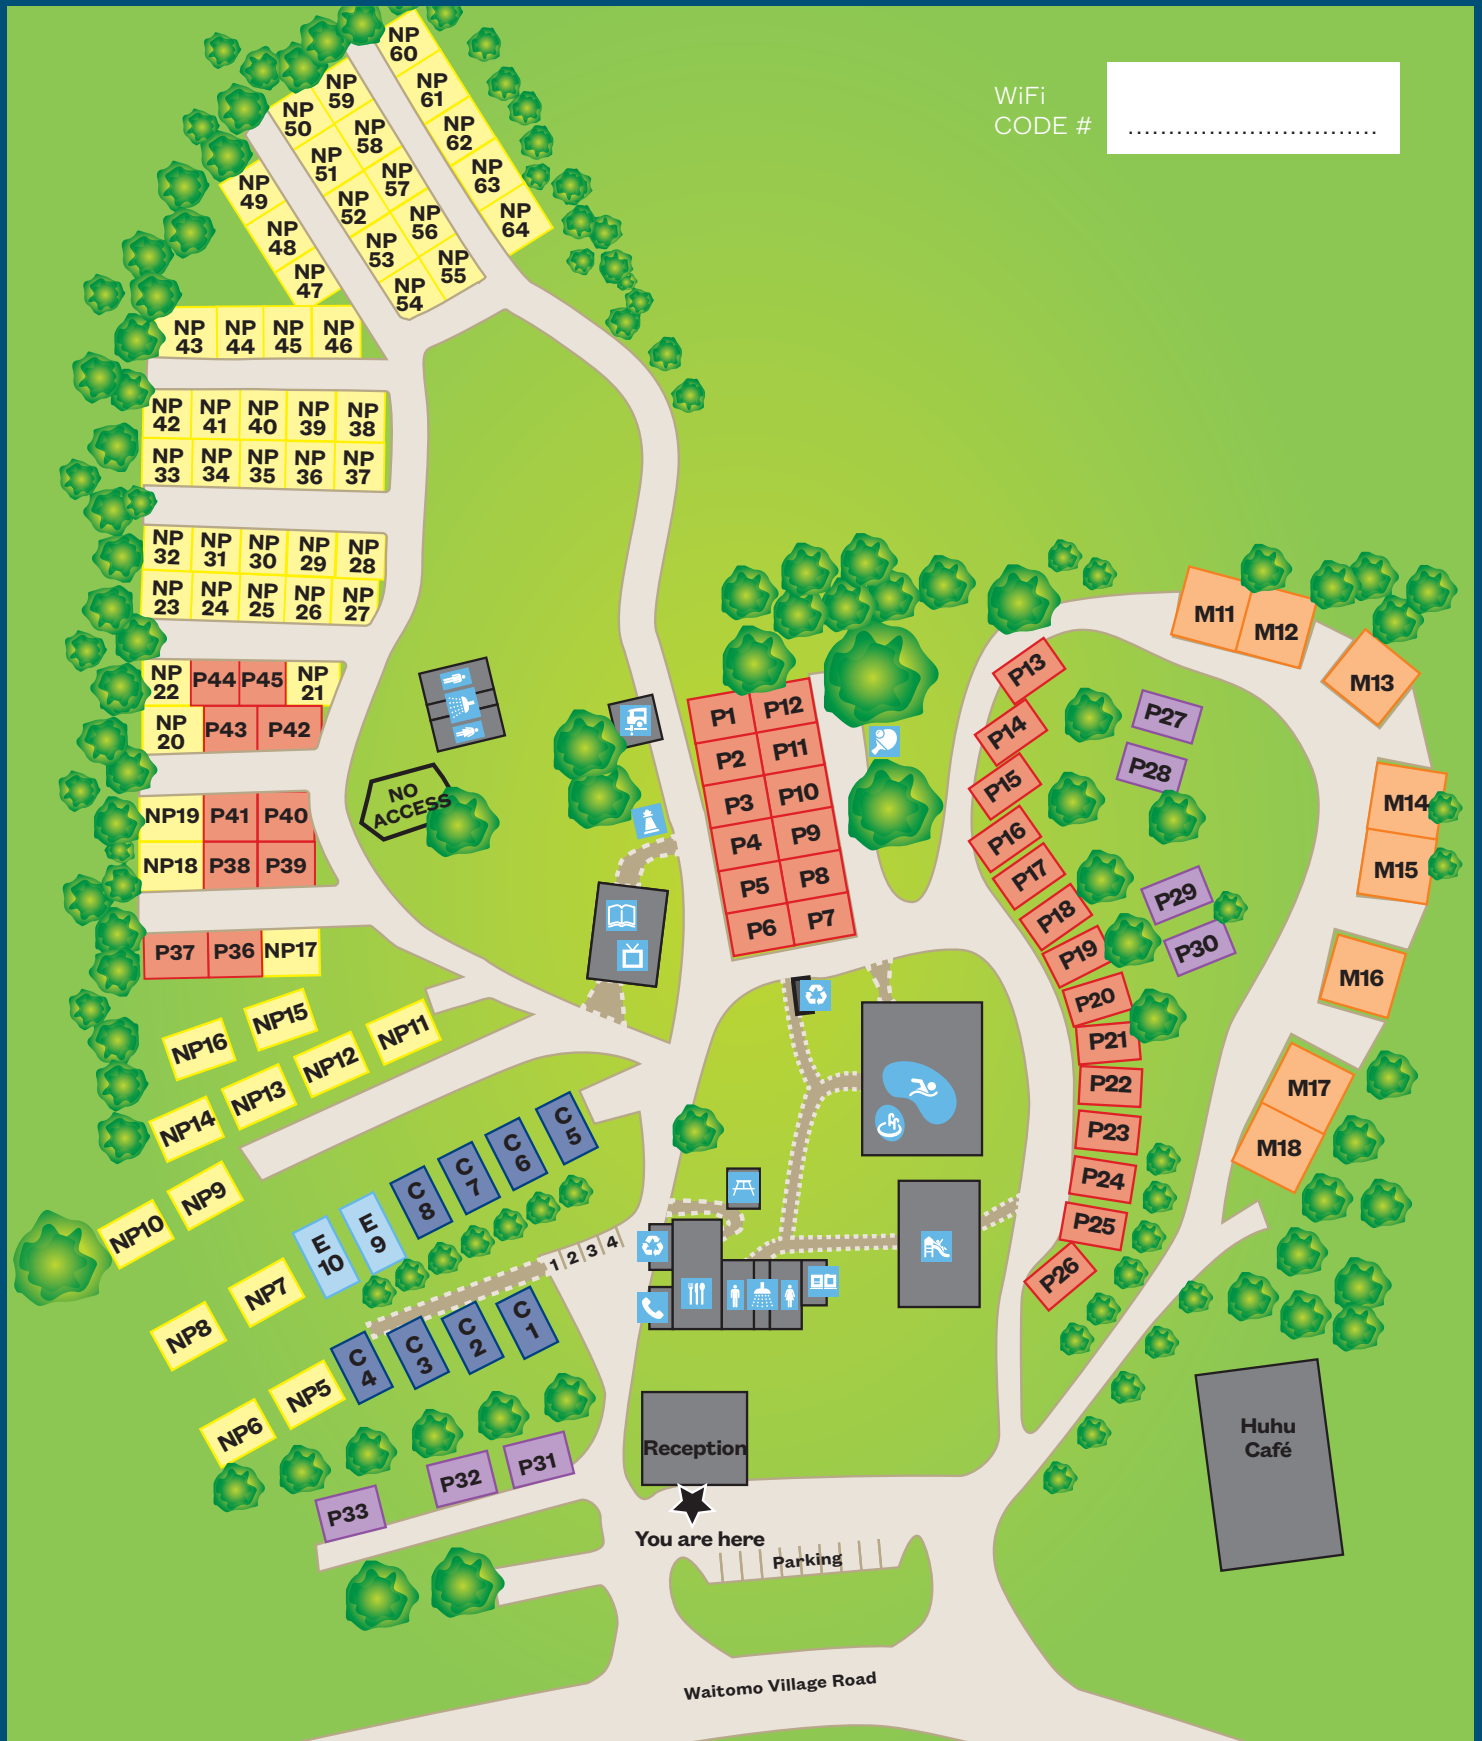 WiFi
CODE # ...............................
NP
60
NP
61
NP
62
NP
63
NP
64
NP
59
NP
58
NP
57
NP
56
NP
55
NP
50
NP
51
NP
52
NP
53
NP
54
NP
49
NP
48
NP
47
NP
43
NP
44
NP
45
NP
46
NP
42
NP
41
NP
40
NP
39
NP
38
NP
33
NP
34
NP
35
NP
36
NP
37
NP
32
NP
31
NP
30
NP
29
NP
28
NP
23
NP
24
NP
25
NP
26
NP
27
NP
22
P44
P45
NP
21
NP
20
P43
P42
NP19
P41
P40
NP18
P38
P39
P37
P36
NP17
NO
ACCESS
P1
P12
P2
P11
P3
P10
P4
P9
P5
P8
P6
P7
P13
P14
P15
P16
P17
P18
P19
P20
P21
P22
P23
P24
P25
P26
P27
P28
P29
P30
M11
M12
M13
M14
M15
M16
M17
M18
NP16
NP15
NP14
NP13
NP12
NP11
NP10
NP9
NP8
NP7
NP6
NP5
E
10
E
9
C
8
C
7
C
6
C
5
1 2 3 4
C
4
C
3
C
2
C
1
P33
P32
P31
Reception
You are here
Parking
Huhu
Café
Waitomo Village Road